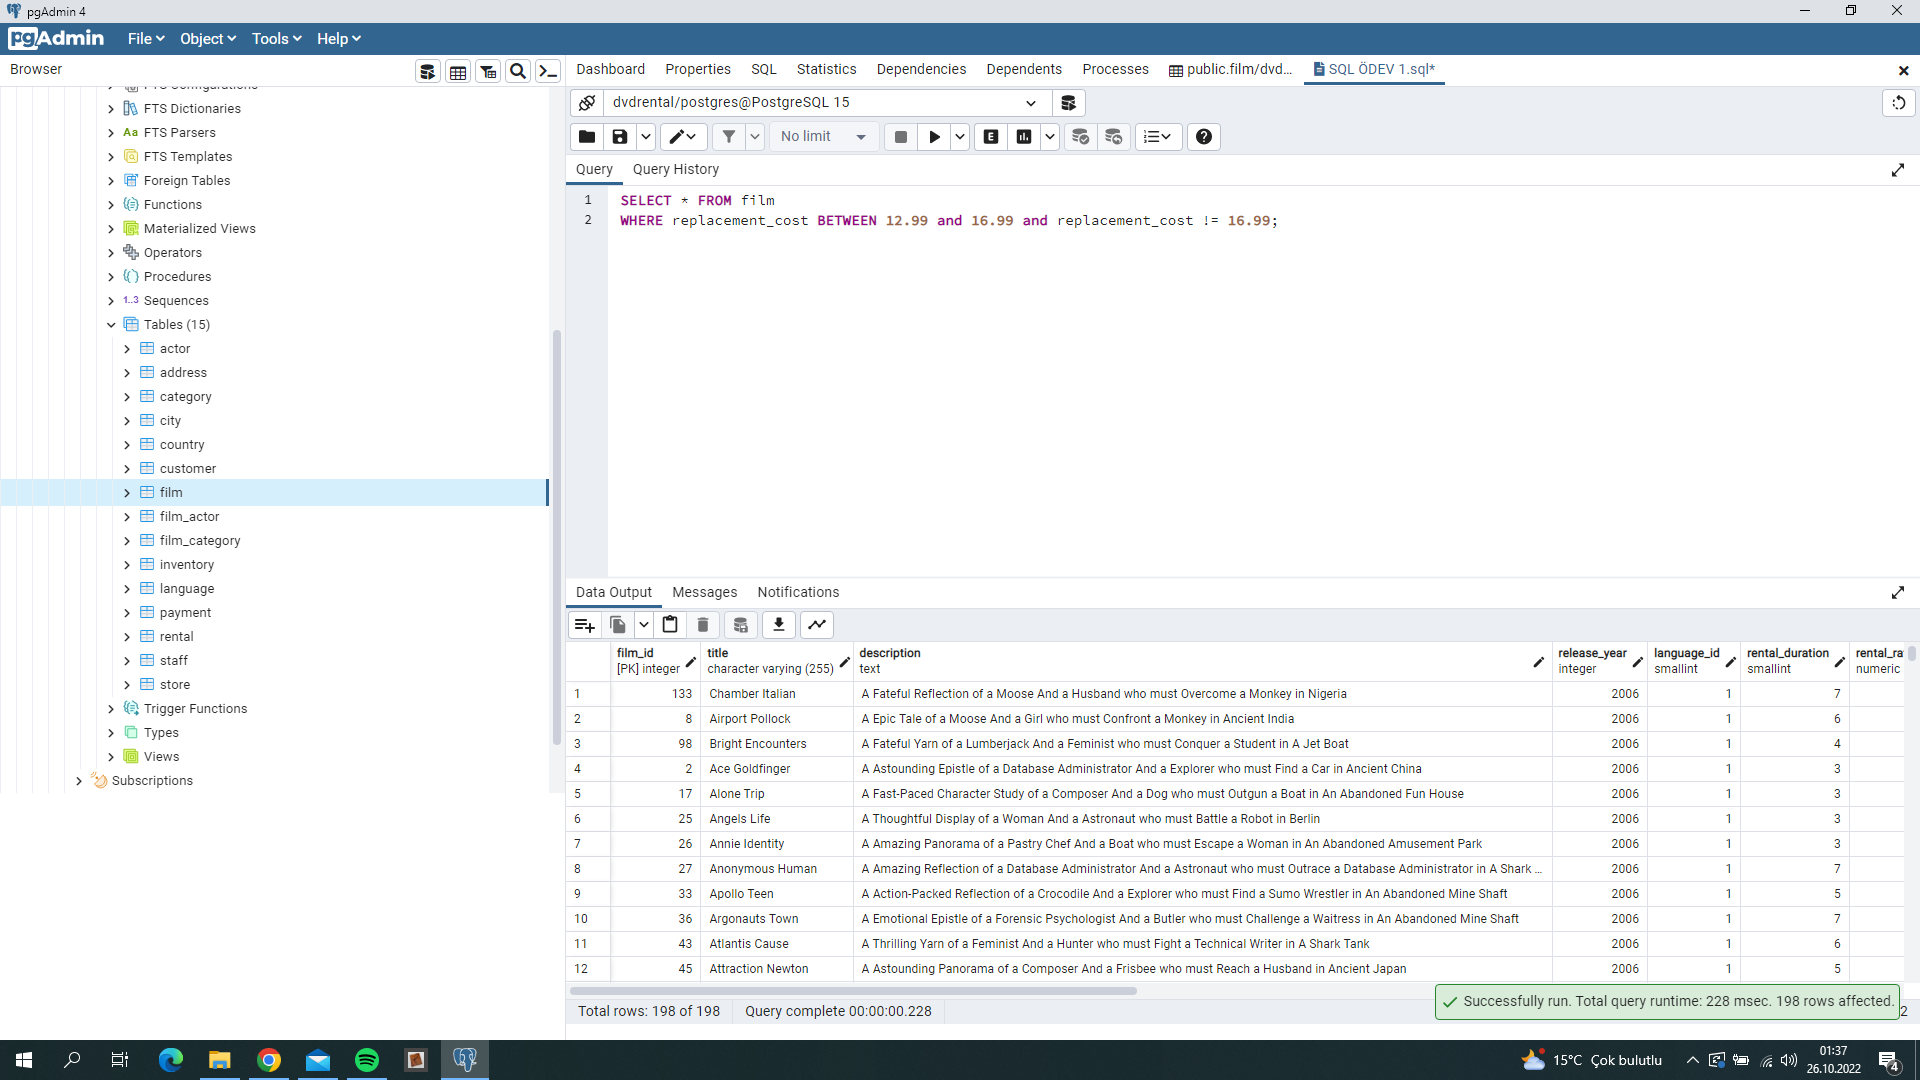 pgAdmin 4
pgAdmin File Object Tools Help
Browser
Dashboard Properties SQL Statistics Dependencies Dependents Processes public.film/dvd... SQL ÖDEV 1.sql*
dvdrental/postgres@PostgreSQL 15
No limit
Query Query History
1 SELECT * FROM film
2 WHERE replacement_cost BETWEEN 12.99 and 16.99 and replacement_cost != 16.99;
FTS Configurations
FTS Dictionaries
Aa FTS Parsers
FTS Templates
Foreign Tables
Functions
Materialized Views
Operators
Procedures
1..3 Sequences
Tables (15)
actor
address
category
city
country
customer
film
film_actor
film_category
inventory
language
payment
rental
staff
store
Trigger Functions
Types
Views
Subscriptions
Data Output Messages Notifications
film_id title description release_year language_id rental_duration rental_ra
[PK] integer character varying (255) text integer smallint smallint numeric
1 133 Chamber Italian A Fateful Reflection of a Moose And a Husband who must Overcome a Monkey in Nigeria 2006 1 7
2 8 Airport Pollock A Epic Tale of a Moose And a Girl who must Confront a Monkey in Ancient India 2006 1 6
3 98 Bright Encounters A Fateful Yarn of a Lumberjack And a Feminist who must Conquer a Student in A Jet Boat 2006 1 4
4 2 Ace Goldfinger A Astounding Epistle of a Database Administrator And a Explorer who must Find a Car in Ancient China 2006 1 3
5 17 Alone Trip A Fast-Paced Character Study of a Composer And a Dog who must Outgun a Boat in An Abandoned Fun House 2006 1 3
6 25 Angels Life A Thoughtful Display of a Woman And a Astronaut who must Battle a Robot in Berlin 2006 1 3
7 26 Annie Identity A Amazing Panorama of a Pastry Chef And a Boat who must Escape a Woman in An Abandoned Amusement Park 2006 1 3
8 27 Anonymous Human A Amazing Reflection of a Database Administrator And a Astronaut who must Outrace a Database Administrator in A Shark ... 2006 1 7
9 33 Apollo Teen A Action-Packed Reflection of a Crocodile And a Explorer who must Find a Sumo Wrestler in An Abandoned Mine Shaft 2006 1 5
10 36 Argonauts Town A Emotional Epistle of a Forensic Psychologist And a Butler who must Challenge a Waitress in An Abandoned Mine Shaft 2006 1 7
11 43 Atlantis Cause A Thrilling Yarn of a Feminist And a Hunter who must Fight a Technical Writer in A Shark Tank 2006 1 6
12 45 Attraction Newton A Astounding Panorama of a Composer And a Frisbee who must Reach a Husband in Ancient Japan 2006 1 5
Total rows: 198 of 198 Query complete 00:00:00.228
Successfully run. Total query runtime: 228 msec. 198 rows affected.
2
15°C Çok bulutlu
01:37
26.10.2022
4